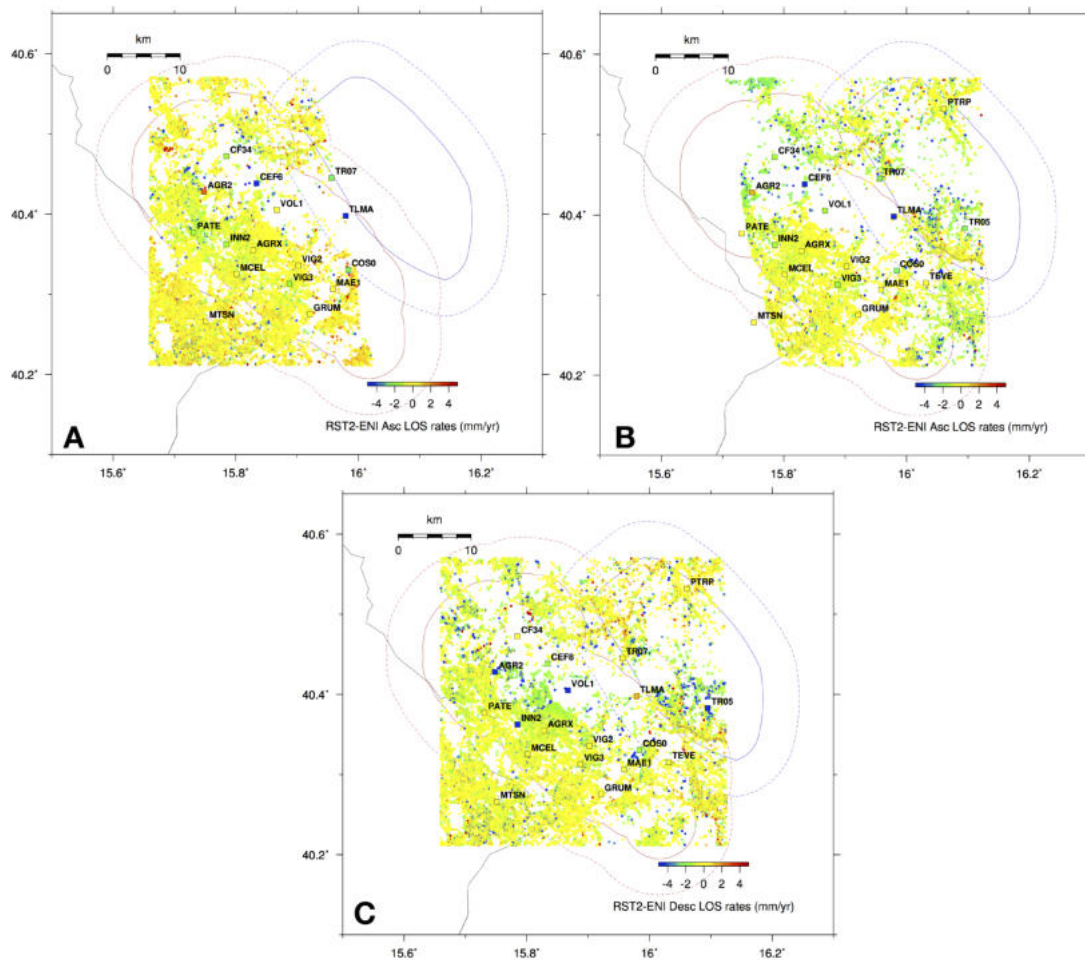 km
0 10
40.6°
40.4°
40.2°
CF34
CEF6
TR07
AGR2
VOL1
TLMA
PATE
INN2
AGRX
VIG2
COS0
MCEL
VIG3
MAE1
MTSN
GRUM
-4 -2 0 2 4
RST2-ENI Asc LOS rates (mm/yr)
A
15.6° 15.8° 16° 16.2°
km
0 10
40.6°
40.4°
40.2°
PTRP
CF34
TR07
CEF8
AGR2
VOL1
TLMA
TR05
PATE
INN2
AGRX
VIG2
COS0
MCEL
TEVE
VIG3
MAE1
MTSN
GRUM
-4 -2 0 2 4
RST2-ENI Asc LOS rates (mm/yr)
B
15.6° 15.8° 16° 16.2°
km
0 10
40.6°
40.4°
40.2°
PTRP
CF34
TR07
CEF8
AGR2
VOL1
TLMA
TR05
PATE
INN2
AGRX
VIG2
COS0
MCEL
TEVE
VIG3
MAE1
MTSN
GRUM
-4 -2 0 2 4
RST2-ENI Desc LOS rates (mm/yr)
C
15.6° 15.8° 16° 16.2°